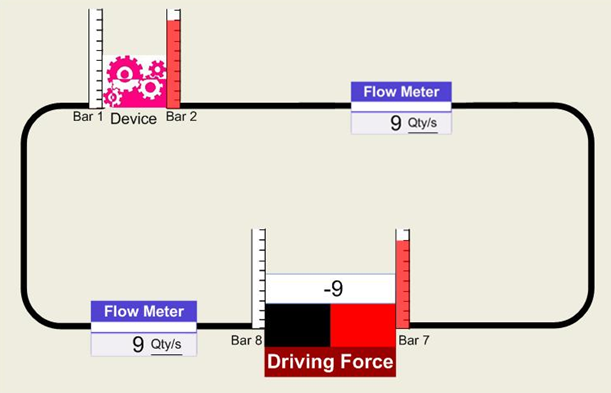 Flow Meter
9 Qty/s
Bar 1 Device Bar 2
-9
Flow Meter
9 Qty/s
Bar 8 Bar 7
Driving Force